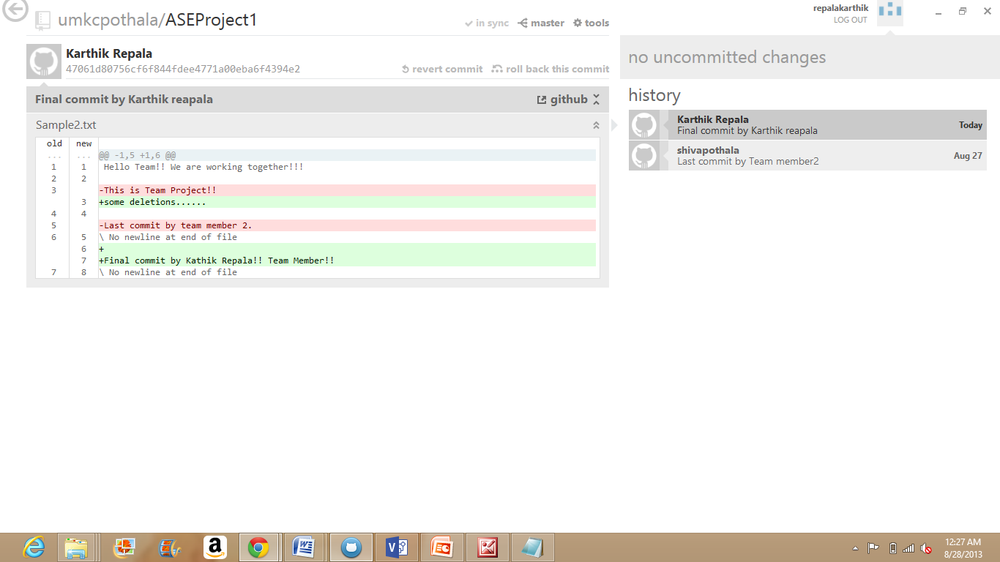 umkcpothala/ASEProject1
in sync master tools
repalakarthik
LOG OUT
Karthik Repala
47061d80756cf6f844fdee4771a00eba6f4394e2
revert commit roll back this commit
Final commit by Karthik reapala
github
Sample2.txt
old new
... ... @@ -1,5 +1,6 @@
1 1 Hello Team!! We are working together!!!
2 2
3 -This is Team Project!!
3 +some deletions......
4 4
5 -Last commit by team member 2.
6 5 \ No newline at end of file
6 +
7 +Final commit by Kathik Repala!! Team Member!!
7 8 \ No newline at end of file
no uncommitted changes
history
Karthik Repala
Final commit by Karthik reapala
Today
shivapothala
Last commit by Team member2
Aug 27
12:27 AM
8/28/2013